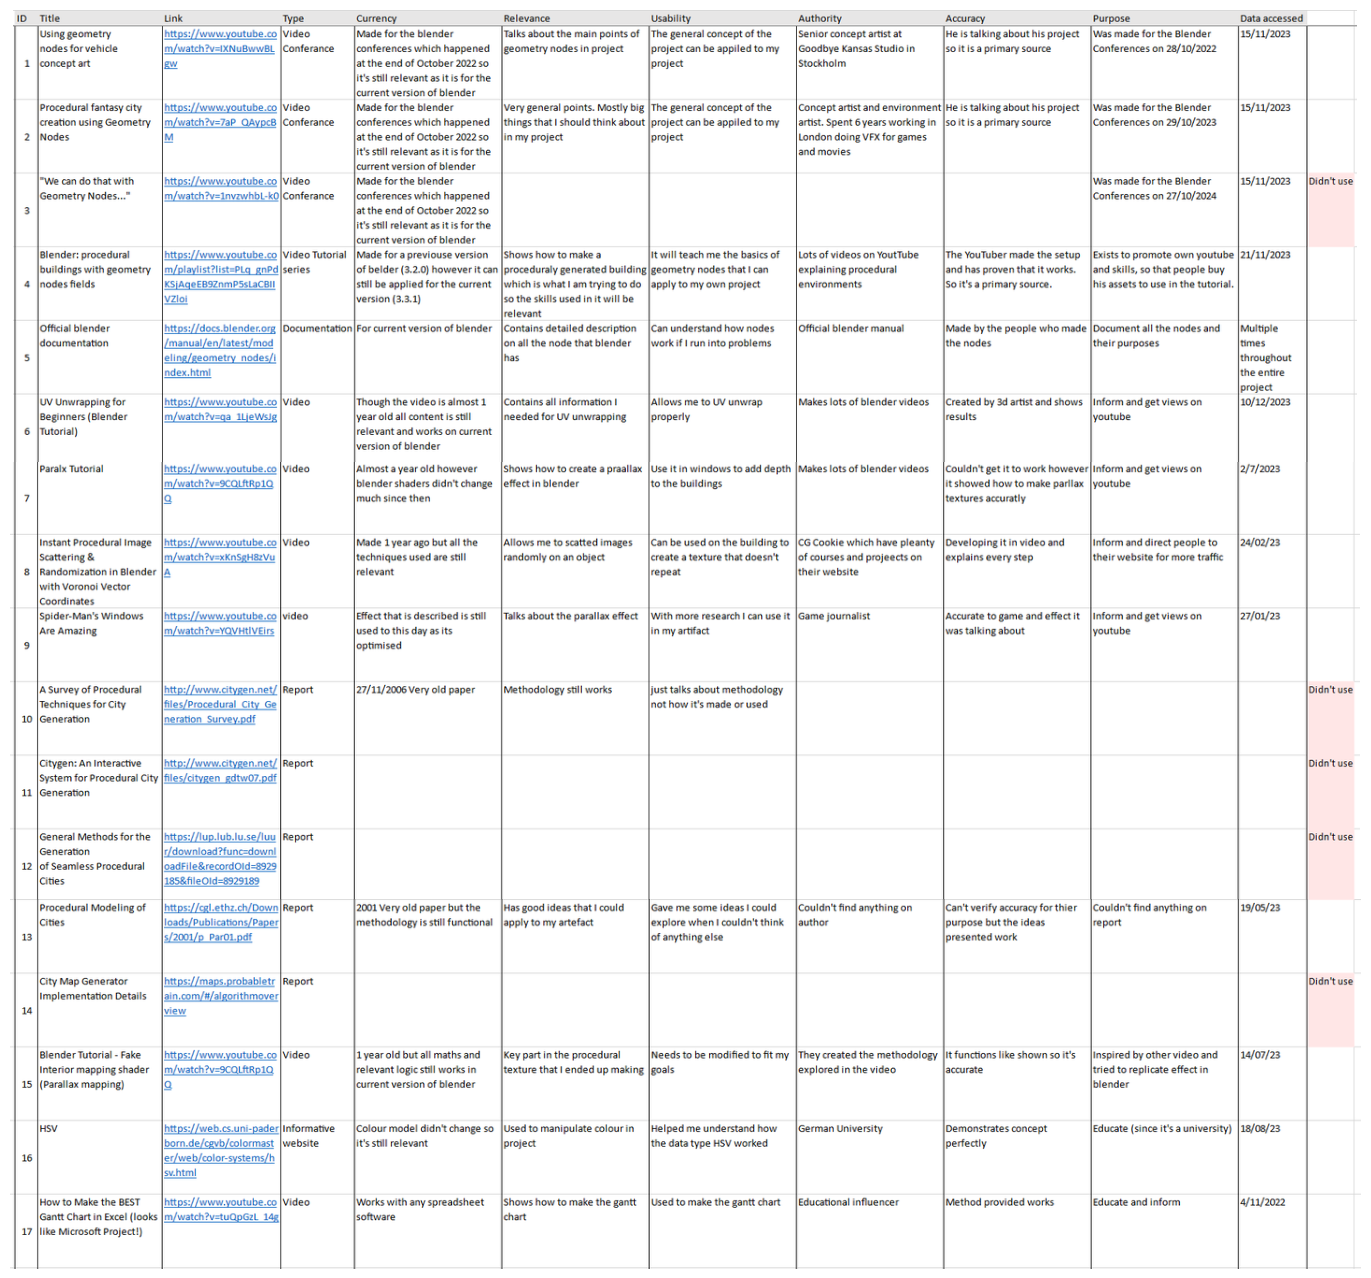 ID
Title
Link
Type
Currency
Relevance
Usability
Authority
Accuracy
Purpose
Data accessed
1
Using geometry
nodes for vehicle
concept art
https://www.youtube.co
m/watch?v=IXNuBwwBL
gw
Video
Conferance
Made for the blender
conferences which happened
at the end of October 2022 so
it's still relevant as it is for the
current version of blender
Talks about the main points of
geometry nodes in project
The general concept of the
project can be appiled to my
project
Senior concept artist at
Goodbye Kansas Studio in
Stockholm
He is talking about his project
so it is a primary source
Was made for the Blender
Conferences on 28/10/2022
15/11/2023
2
Procedural fantasy city
creation using Geometry
Nodes
https://www.youtube.co
m/watch?v=7aP_QAypcB
M
Video
Conferance
Made for the blender
conferences which happened
at the end of October 2022 so
it's still relevant as it is for the
current version of blender
Very general points. Mostly big
things that I should think about
in my project
The general concept of the
project can be appiled to my
project
Concept artist and environment
artist. Spent 6 years working in
London doing VFX for games
and movies
He is talking about his project
so it is a primary source
Was made for the Blender
Conferences on 29/10/2023
15/11/2023
3
"We can do that with
Geometry Nodes..."
https://www.youtube.co
m/watch?v=1nvzwhbL-k0
Video
Conferance
Made for the blender
conferences which happened
at the end of October 2022 so
it's still relevant as it is for the
current version of blender
Was made for the Blender
Conferences on 27/10/2024
15/11/2023
Didn't use
4
Blender: procedural
buildings with geometry
nodes fields
https://www.youtube.co
m/playlist?list=PLq_gnPd
KSjAqeEB9ZnmP5sLaCBII
VZloi
Video Tutorial
series
Made for a previouse version
of belder (3.2.0) however it can
still be applied for the current
version (3.3.1)
Shows how to make a
proceduraly generated building
which is what I am trying to do
so the skills used in it will be
relevant
It will teach me the basics of
geometry nodes that I can
apply to my own project
Lots of videos on YoutTube
explaining procedural
environments
The YouTuber made the setup
and has proven that it works.
So it's a primary source.
Exists to promote own youtube
and skills, so that people buy
his assets to use in the tutorial.
21/11/2023
5
Official blender
documentation
https://docs.blender.org
/manual/en/latest/mod
eling/geometry_nodes/i
ndex.html
Documentation
For current version of blender
Contains detailed description
on all the node that blender
has
Can understand how nodes
work if I run into problems
Official blender manual
Made by the people who made
the nodes
Document all the nodes and
their purposes
Multiple
times
throughout
the entire
project
6
UV Unwrapping for
Beginners (Blender
Tutorial)
https://www.youtube.co
m/watch?v=qa_1LjeWsJg
Video
Though the video is almost 1
year old all content is still
relevant and works on current
version of blender
Contains all information I
needed for UV unwrapping
Allows me to UV unwrap
properly
Makes lots of blender videos
Created by 3d artist and shows
results
Inform and get views on
youtube
10/12/2023
7
Paralx Tutorial
https://www.youtube.co
m/watch?v=9CQLftRp1Q
Q
Video
Almost a year old however
blender shaders didn't change
much since then
Shows how to create a praallax
effect in blender
Use it in windows to add depth
to the buildings
Makes lots of blender videos
Couldn't get it to work however
it showed how to make parllax
textures accuratly
Inform and get views on
youtube
2/7/2023
8
Instant Procedural Image
Scattering &
Randomization in Blender
with Voronoi Vector
Coordinates
https://www.youtube.co
m/watch?v=xKnSgH8zVu
A
Video
Made 1 year ago but all the
techniques used are still
relevant
Allows me to scatted images
randomly on an object
Can be used on the building to
create a texture that doesn't
repeat
CG Cookie which have pleanty
of courses and projeects on
their website
Developing it in video and
explains every step
Inform and direct people to
their website for more traffic
24/02/23
9
Spider-Man's Windows
Are Amazing
https://www.youtube.co
m/watch?v=YQVHtlVEirs
video
Effect that is described is still
used to this day as its
optimised
Talks about the parallax effect
With more research I can use it
in my artifact
Game journalist
Accurate to game and effect it
was talking about
Inform and get views on
youtube
27/01/23
10
A Survey of Procedural
Techniques for City
Generation
http://www.citygen.net/
files/Procedural_City_Ge
neration_Survey.pdf
Report
27/11/2006 Very old paper
Methodology still works
just talks about methodology
not how it's made or used
Didn't use
11
Citygen: An Interactive
System for Procedural City
Generation
http://www.citygen.net/
files/citygen_gdtw07.pdf
Report
Didn't use
12
General Methods for the
Generation
of Seamless Procedural
Cities
https://lup.lub.lu.se/luu
r/download?func=downl
oadFile&recordOId=8929
185&fileOId=8929189
Report
Didn't use
13
Procedural Modeling of
Cities
https://cgl.ethz.ch/Down
loads/Publications/Paper
s/2001/p_Par01.pdf
Report
2001 Very old paper but the
methodology is still functional
Has good ideas that I could
apply to my artefact
Gave me some ideas I could
explore when I couldn't think
of anything else
Couldn't find anything on
author
Can't verify accuracy for thier
purpose but the ideas
presented work
Couldn't find anything on
report
19/05/23
14
City Map Generator
Implementation Details
https://maps.probabletr
ain.com/#/algorithmover
view
Report
Didn't use
15
Blender Tutorial - Fake
Interior mapping shader
(Parallax mapping)
https://www.youtube.co
m/watch?v=9CQLftRp1Q
Q
Video
1 year old but all maths and
relevant logic still works in
current version of blender
Key part in the procedural
texture that I ended up making
Needs to be modified to fit my
goals
They created the methodology
explored in the video
It functions like shown so it's
accurate
Inspired by other video and
tried to replicate effect in
blender
14/07/23
16
HSV
https://web.cs.uni-pader
born.de/cgvb/colormast
er/web/color-systems/h
sv.html
Informative
website
Colour model didn't change so
it's still relevant
Used to manipulate colour in
project
Helped me understand how
the data type HSV worked
German University
Demonstrates concept
perfectly
Educate (since it's a university)
18/08/23
17
How to Make the BEST
Gantt Chart in Excel (looks
like Microsoft Project!)
https://www.youtube.co
m/watch?v=tuQpGzL_14g
Video
Works with any spreadsheet
software
Shows how to make the gantt
chart
Used to make the gantt chart
Educational influencer
Method provided works
Educate and inform
4/11/2022